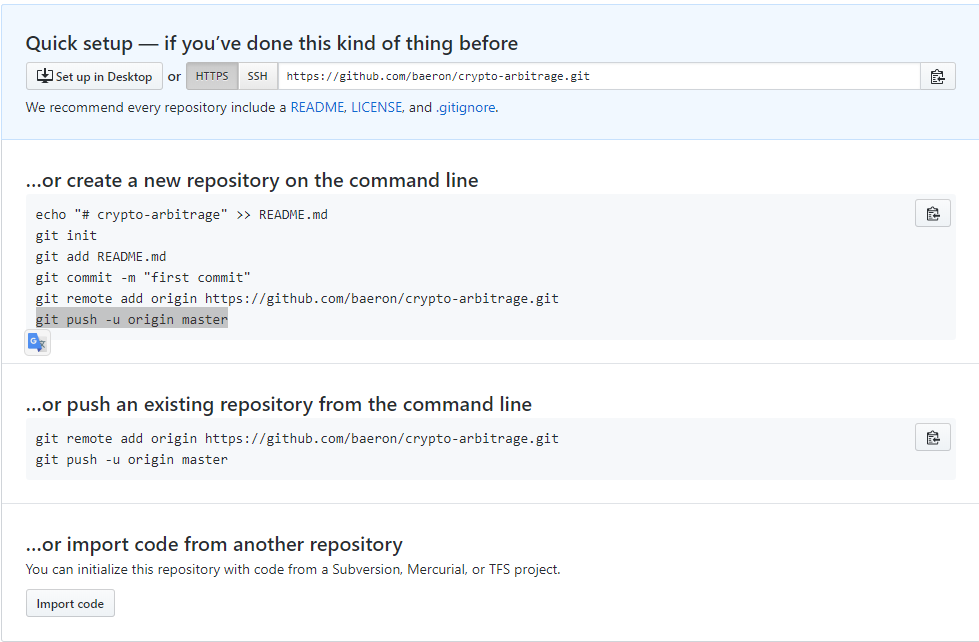 Quick setup — if you’ve done this kind of thing before
Set up in Desktop or HTTPS SSH https://github.com/baeron/crypto-arbitrage.git
We recommend every repository include a README, LICENSE, and .gitignore.
…or create a new repository on the command line
echo "# crypto-arbitrage" >> README.md
git init
git add README.md
git commit -m "first commit"
git remote add origin https://github.com/baeron/crypto-arbitrage.git
git push -u origin master
G
…or push an existing repository from the command line
git remote add origin https://github.com/baeron/crypto-arbitrage.git
git push -u origin master
…or import code from another repository
You can initialize this repository with code from a Subversion, Mercurial, or TFS project.
Import code